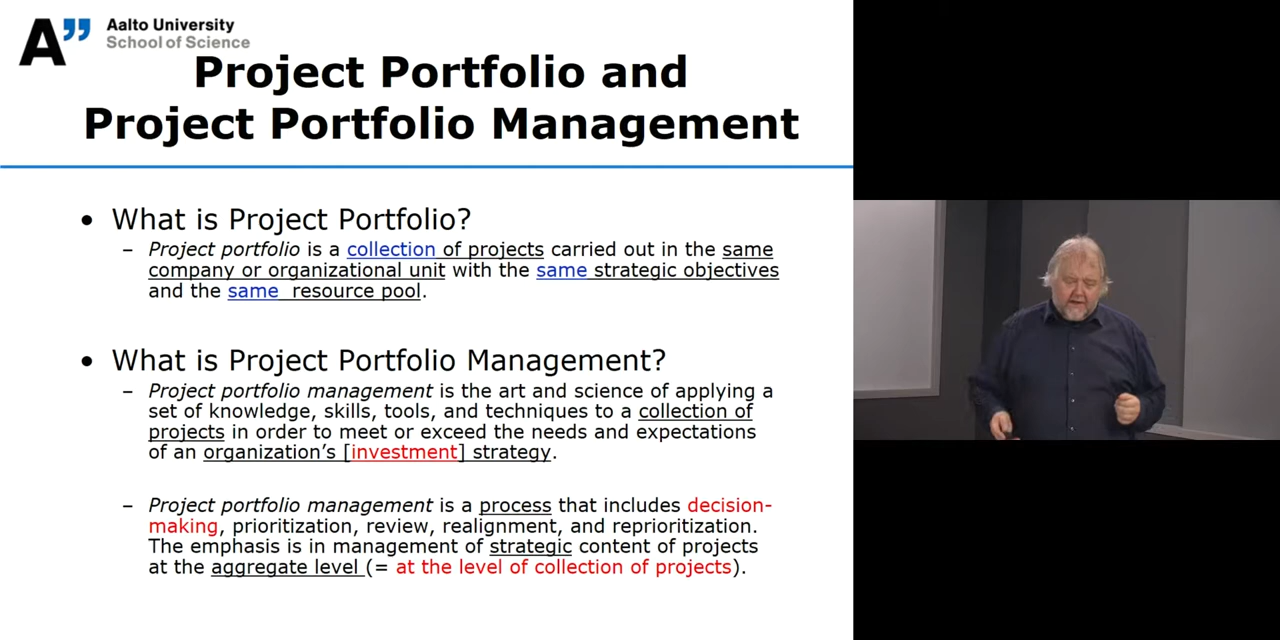 Aalto University
School of Science
Project Portfolio and
Project Portfolio Management
• What is Project Portfolio?
– Project portfolio is a collection of projects carried out in the same
company or organizational unit with the same strategic objectives
and the same resource pool.
• What is Project Portfolio Management?
– Project portfolio management is the art and science of applying a
set of knowledge, skills, tools, and techniques to a collection of
projects in order to meet or exceed the needs and expectations
of an organization's [investment] strategy.
– Project portfolio management is a process that includes decision-
making, prioritization, review, realignment, and reprioritization.
The emphasis is in management of strategic content of projects
at the aggregate level (= at the level of collection of projects).